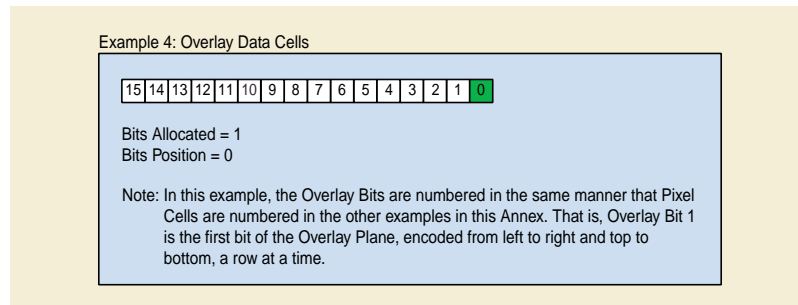 Example 4: Overlay Data Cells
15 14 13 12 11 10 9 8 7 6 5 4 3 2 1 0
Bits Allocated = 1
Bits Position = 0
Note: In this example, the Overlay Bits are numbered in the same manner that Pixel
Cells are numbered in the other examples in this Annex. That is, Overlay Bit 1
is the first bit of the Overlay Plane, encoded from left to right and top to
bottom, a row at a time.